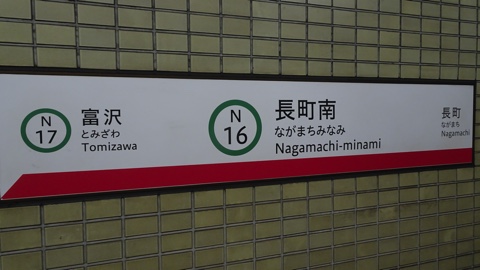 N
17
富沢
とみざわ
Tomizawa
N
16
長町南
ながまちみなみ
Nagamachi-minami
長町
ながまち
Nagamachi